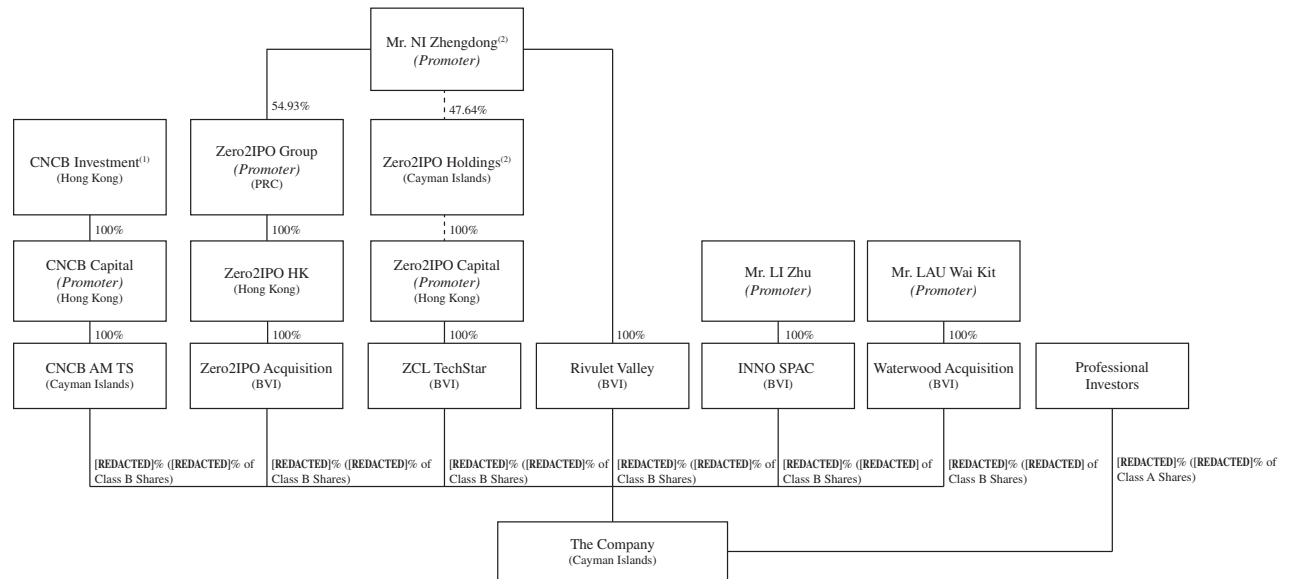 Mr. NI Zhengdong(2)
(Promoter)
54.93%
47.64%
CNCB Investment(1)
(Hong Kong)
Zero2IPO Group
(Promoter)
(PRC)
Zero2IPO Holdings(2)
(Cayman Islands)
100%
100%
100%
CNCB Capital
(Promoter)
(Hong Kong)
Zero2IPO HK
(Hong Kong)
Zero2IPO Capital
(Promoter)
(Hong Kong)
Mr. LI Zhu
(Promoter)
Mr. LAU Wai Kit
(Promoter)
100%
100%
100%
100%
100%
100%
CNCB AM TS
(Cayman Islands)
Zero2IPO Acquisition
(BVI)
ZCL TechStar
(BVI)
Rivulet Valley
(BVI)
INNO SPAC
(BVI)
Waterwood Acquisition
(BVI)
Professional
Investors
[REDACTED]% ([REDACTED]% of
Class B Shares)
[REDACTED]% ([REDACTED]% of
Class B Shares)
[REDACTED]% ([REDACTED]% of
Class B Shares)
[REDACTED]% ([REDACTED]% of
Class B Shares)
[REDACTED]% ([REDACTED] of
Class B Shares)
[REDACTED]% ([REDACTED] of
Class B Shares)
[REDACTED]% ([REDACTED]% of
Class A Shares)
The Company
(Cayman Islands)